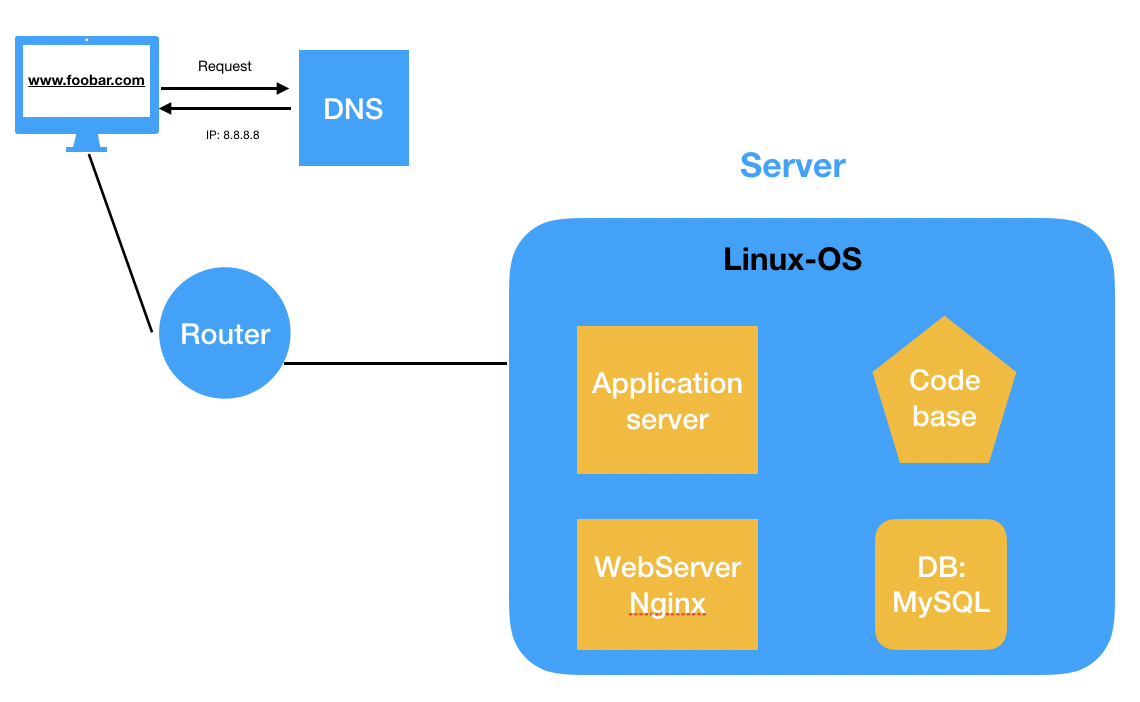 www.foobar.com
Request
DNS
IP: 8.8.8.8
Server
Linux-OS
Router
Application
server
Code
base
WebServer
Nginx
DB:
MySQL